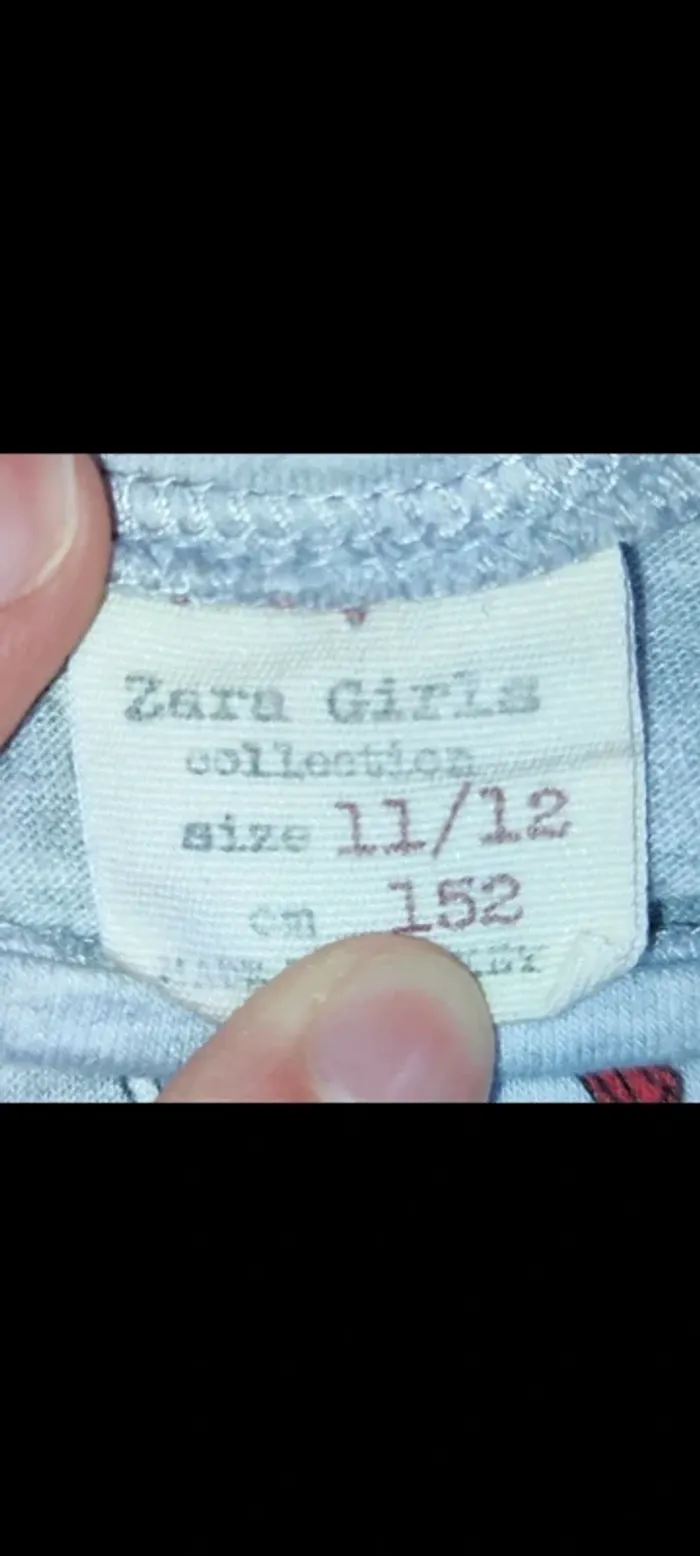 Zara Girls
collection
size 11/12
cm 152